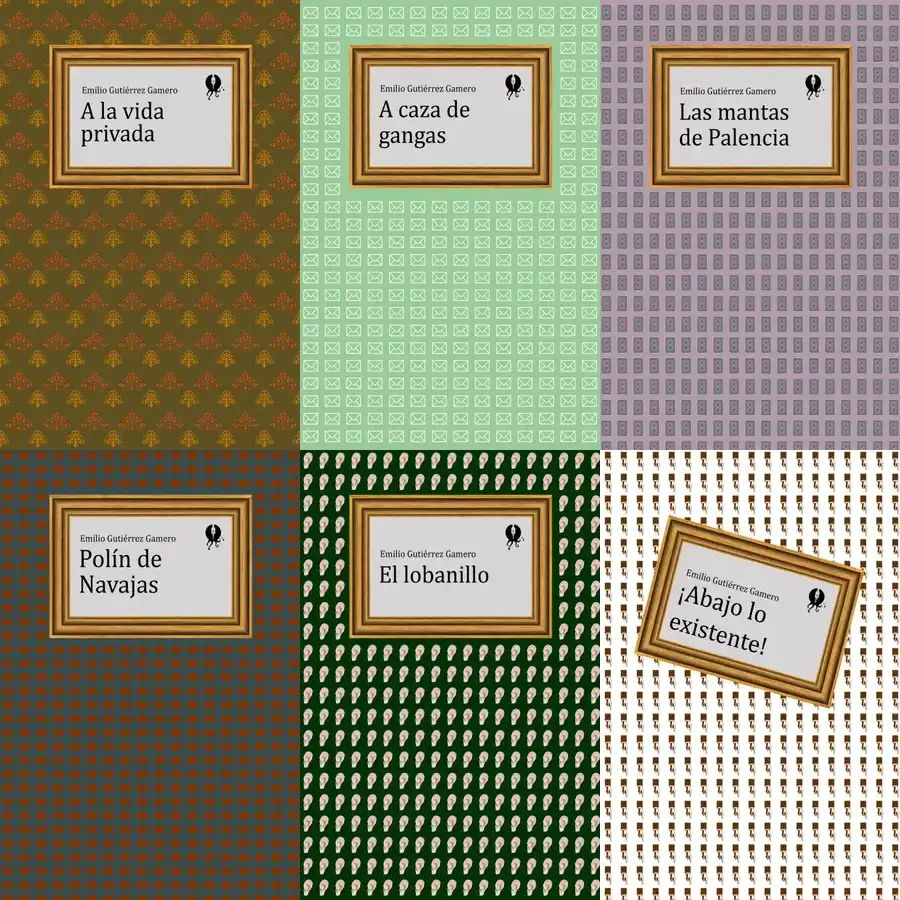 Emilio Gutiérrez Gamero
A la vida
privada
Emilio Gutiérrez Gamero
A caza de
gangas
Emilio Gutiérrez Gamero
Las mantas
de Palencia
Emilio Gutiérrez Gamero
Polín de
Navajas
Emilio Gutiérrez Gamero
El lobanillo
Emilio Gutiérrez Gamero
¡Abajo lo
existente!